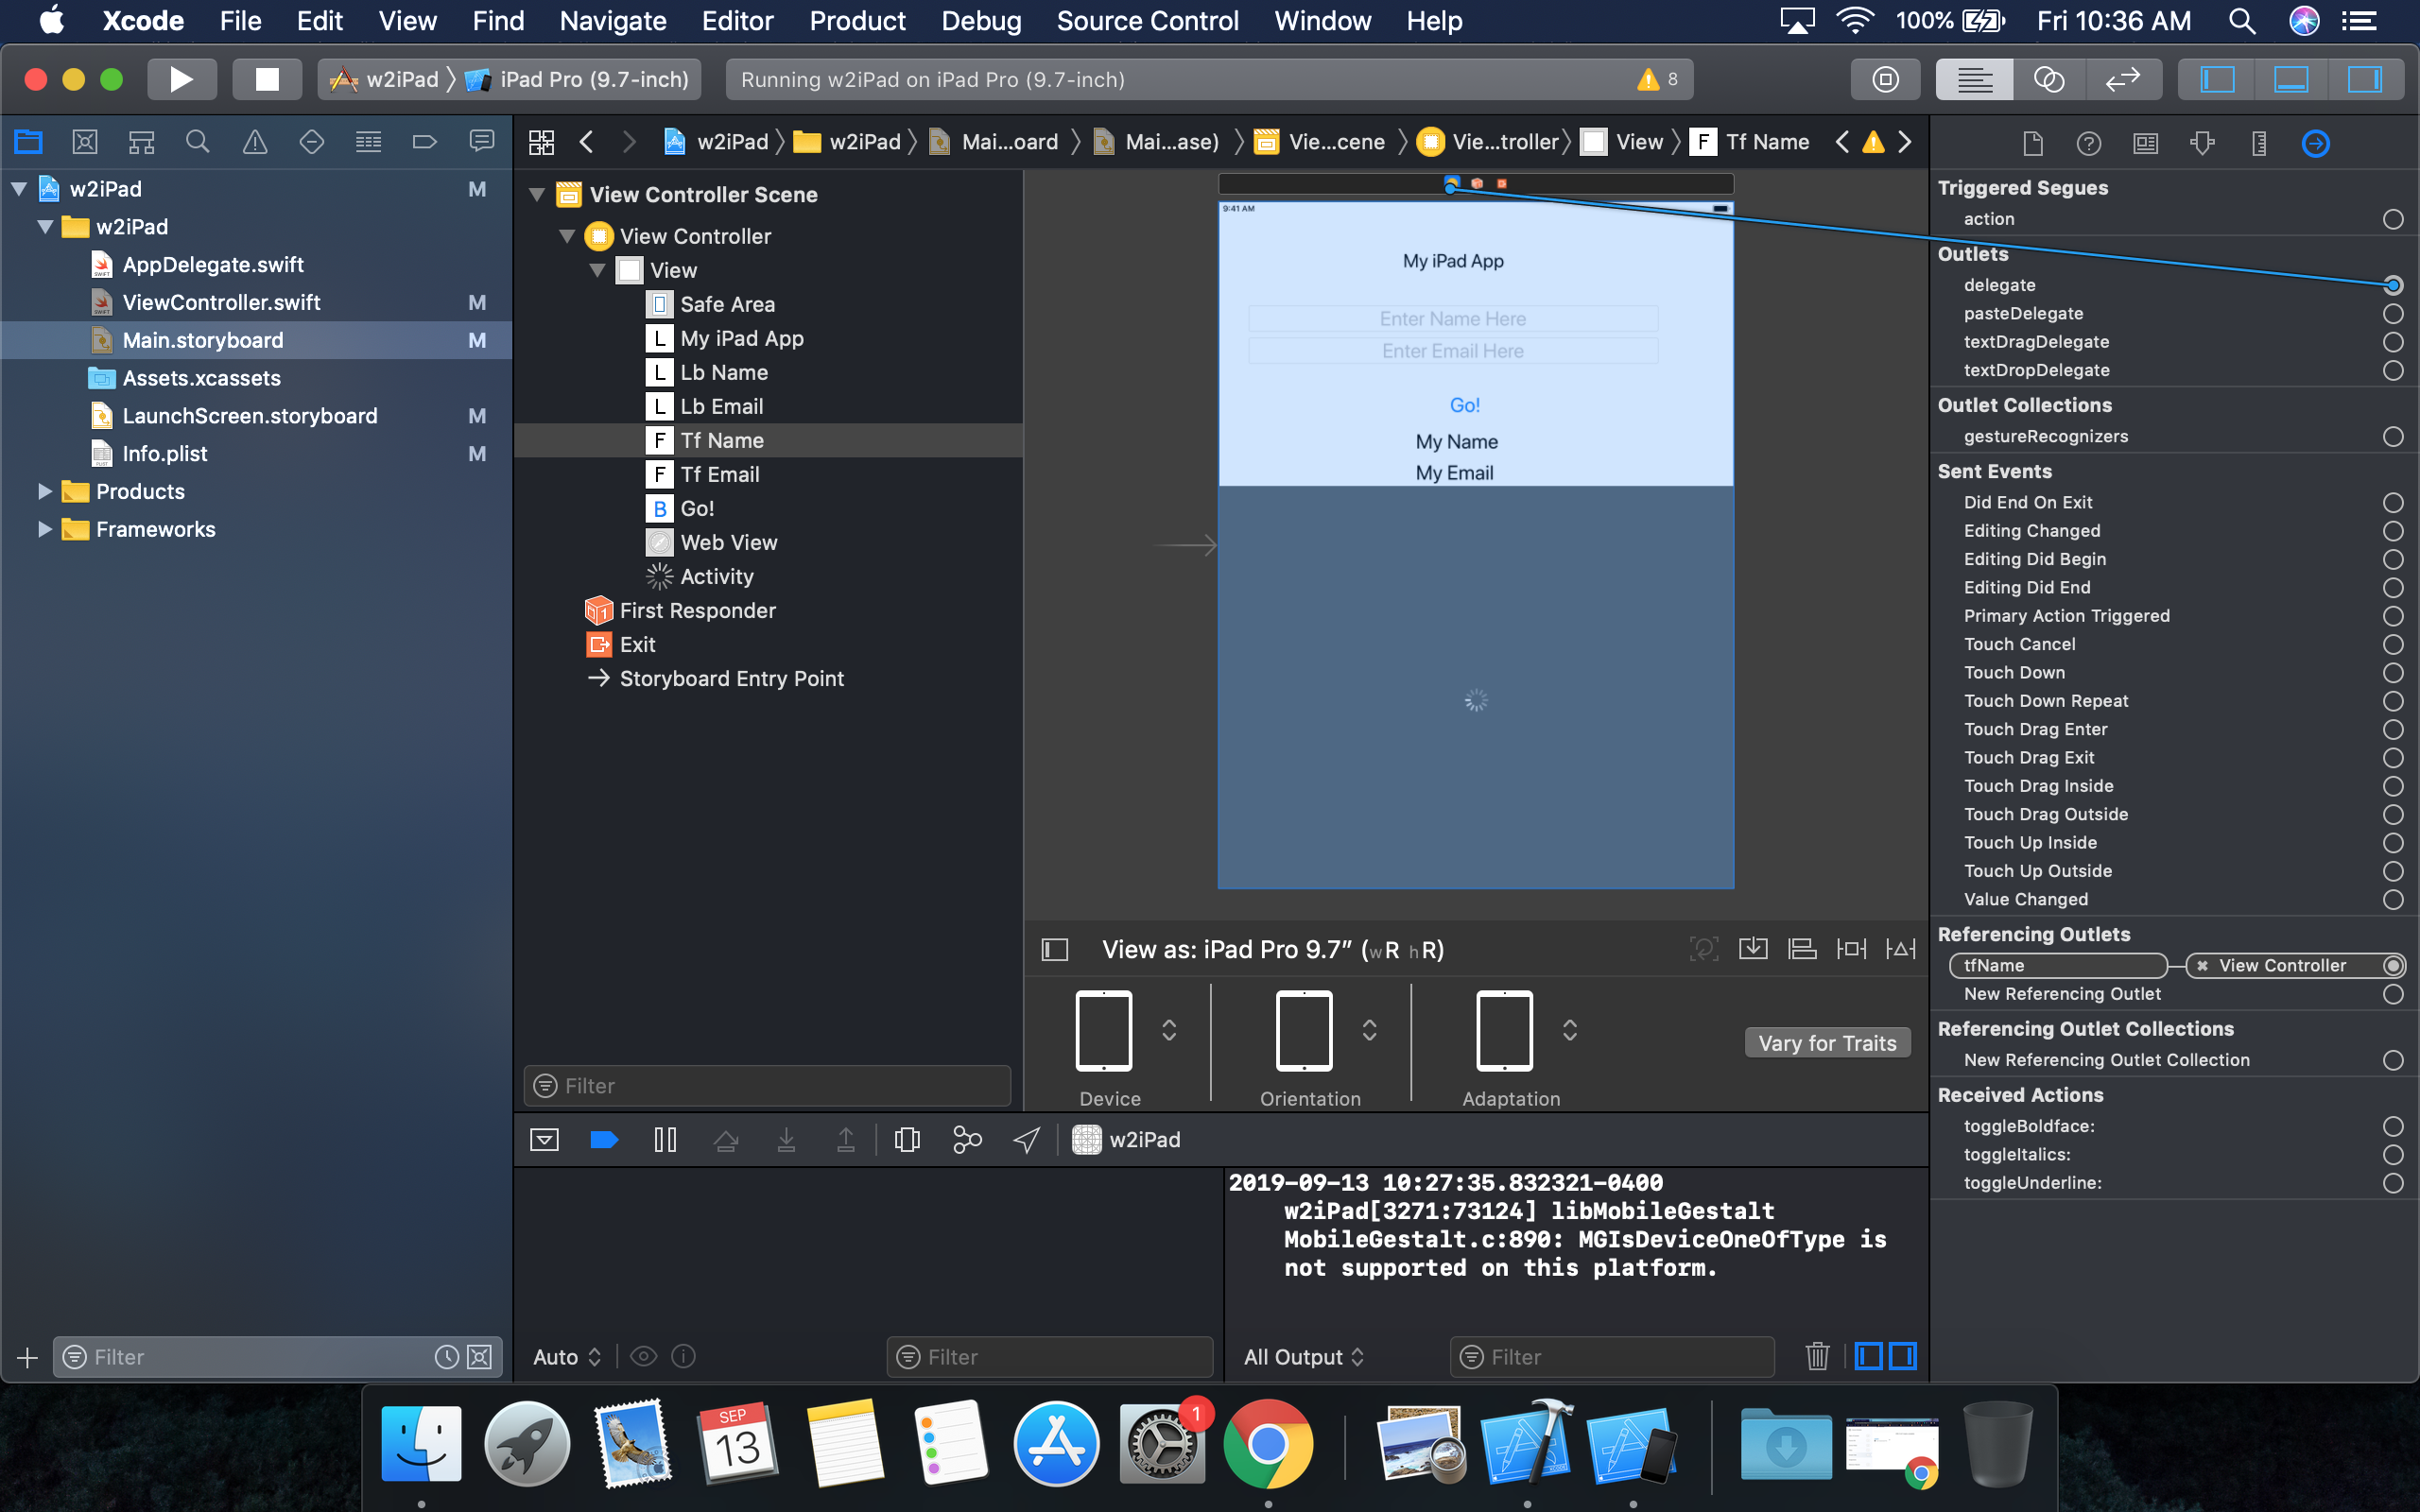 Xcode File Edit View Find Navigate Editor Product Debug Source Control Window Help 100% Fri 10:36 AM
w2iPad iPad Pro (9.7-inch) Running w2iPad on iPad Pro (9.7-inch) 8
w2iPad w2iPad Mai...oard Mai...ase) Vie...cene Vie...troller View F Tf Name
w2iPad M
w2iPad
AppDelegate.swift
ViewController.swift M
Main.storyboard M
Assets.xcassets
LaunchScreen.storyboard M
Info.plist M
Products
Frameworks
Filter
View Controller Scene
View Controller
View
Safe Area
L My iPad App
L Lb Name
L Lb Email
F Tf Name
F Tf Email
B Go!
Web View
Activity
First Responder
Exit
Storyboard Entry Point
Filter
9:41 AM
My iPad App
Enter Name Here
Enter Email Here
Go!
My Name
My Email
View as: iPad Pro 9.7” (wR hR)
Device Orientation Adaptation
Vary for Traits
w2iPad
2019-09-13 10:27:35.832321-0400
w2iPad[3271:73124] libMobileGestalt
MobileGestalt.c:890: MGIsDeviceOneOfType is
not supported on this platform.
Auto Filter
All Output Filter
Triggered Segues
action
Outlets
delegate
pasteDelegate
textDragDelegate
textDropDelegate
Outlet Collections
gestureRecognizers
Sent Events
Did End On Exit
Editing Changed
Editing Did Begin
Editing Did End
Primary Action Triggered
Touch Cancel
Touch Down
Touch Down Repeat
Touch Drag Enter
Touch Drag Exit
Touch Drag Inside
Touch Drag Outside
Touch Up Inside
Touch Up Outside
Value Changed
Referencing Outlets
tfName View Controller
New Referencing Outlet
Referencing Outlet Collections
New Referencing Outlet Collection
Received Actions
toggleBoldface:
toggleItalics:
toggleUnderline:
SEP
13
1